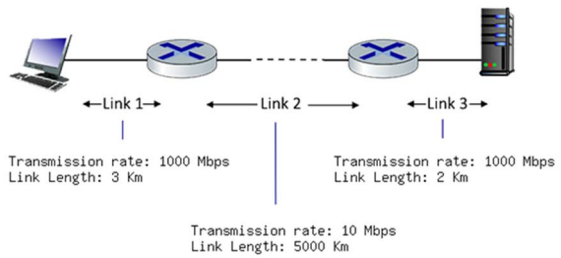 Link 1
Link 2
Link 3
Transmission rate: 1000 Mbps
Link Length: 3 Km
Transmission rate: 1000 Mbps
Link Length: 2 Km
Transmission rate: 10 Mbps
Link Length: 5000 Km